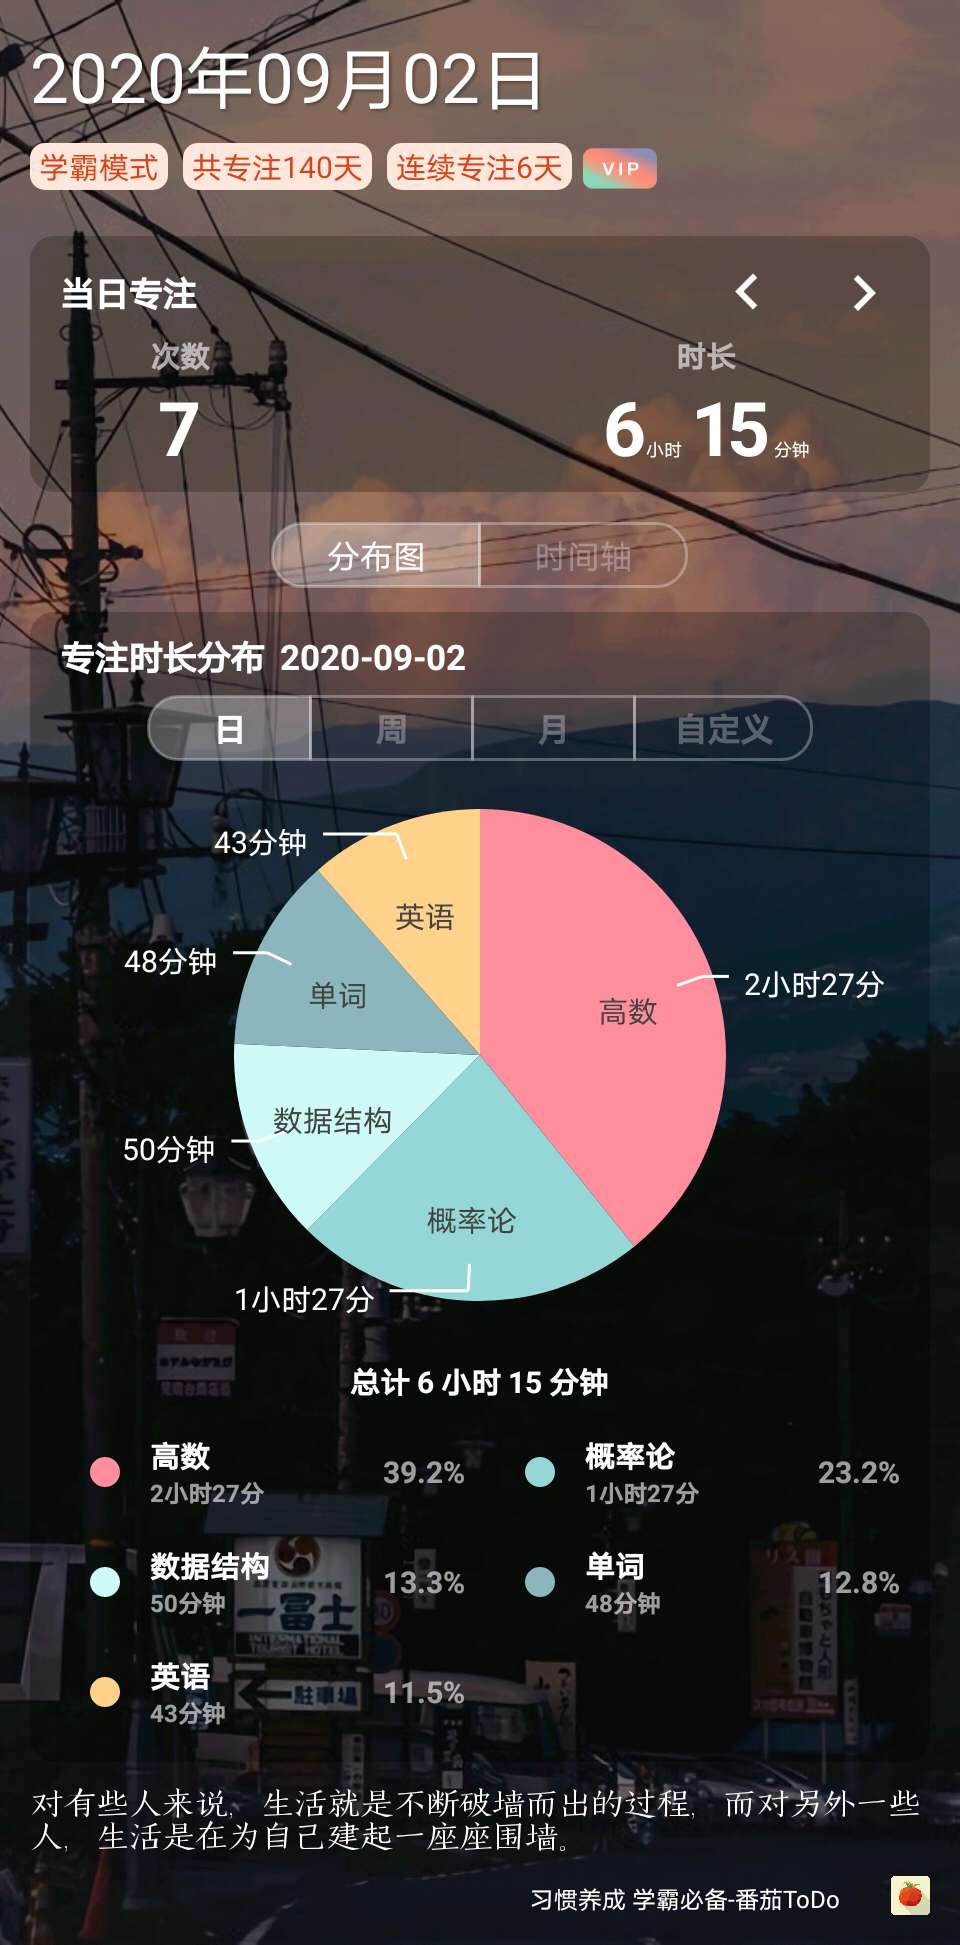 2020年09月02日
学霸模式 共专注140天 连续专注6天 VIP
当日专注
次数 时长
7 6小时 15分钟
分布图 时间轴
专注时长分布 2020-09-02
日 周 月 自定义
43分钟
英语
48分钟
2小时27分
单词
高数
数据结构
50分钟
概率论
1小时27分
总计 6 小时 15 分钟
高数 39.2% 概率论 23.2%
2小时27分 1小时27分
数据结构 13.3% 单词 12.8%
50分钟 48分钟
一冨士
INTERNATIONAL
TOURIST HOTEL
英语 11.5%
43分钟
駐車場
对有些人来说，生活就是不断破墙而出的过程，而对另外一些
人，生活是在为自己建起一座座围墙。
习惯养成 学霸必备-番茄ToDo